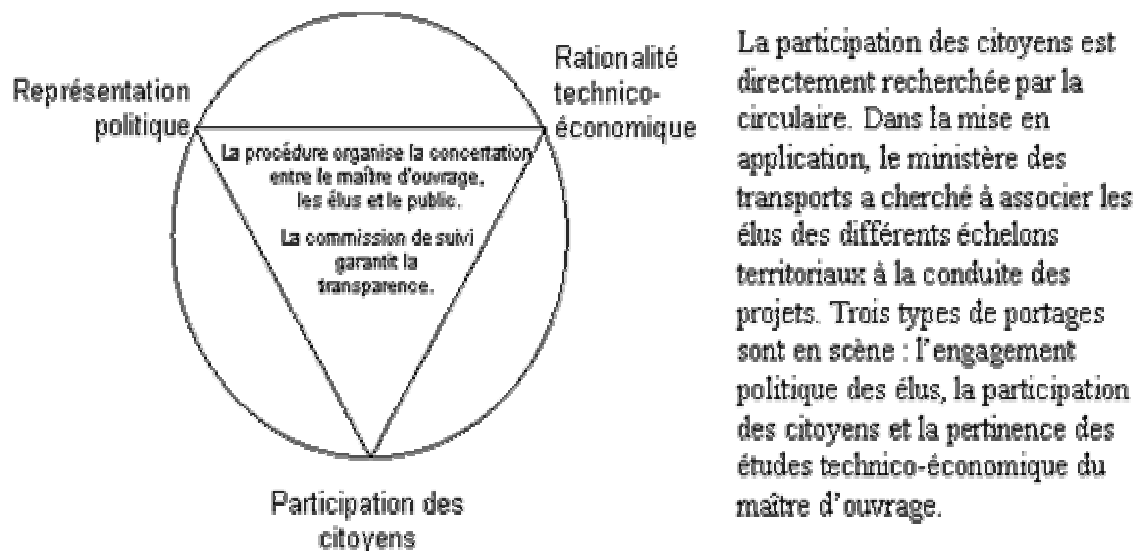 Représentation
politique
Rationalité
technico-
économique
La procédure organise la concertation
entre le maître d'ouvrage,
les élus et le public.
La commission de suivi
garantit la
transparence.
Participation des
citoyens
La participation des citoyens est
directement recherchée par la
circulaire. Dans la mise en
application, le ministère des
transports a cherché à associer les
élus des différents échelons
territoriaux à la conduite des
projets. Trois types de portages
sont en scène : l'engagement
politique des élus, la participation
des citoyens et la pertinence des
études technico-économique du
maître d'ouvrage.